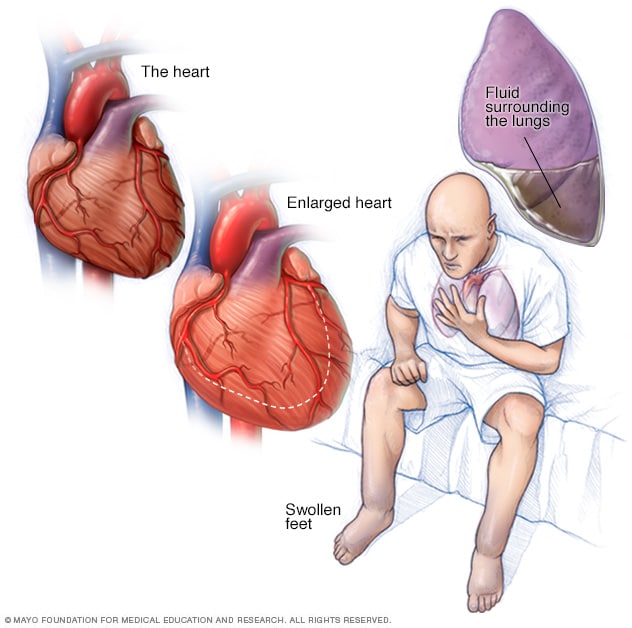 The heart
Fluid
surrounding
the lungs
Enlarged heart
Swollen
feet
© MAYO FOUNDATION FOR MEDICAL EDUCATION AND RESEARCH. ALL RIGHTS RESERVED.